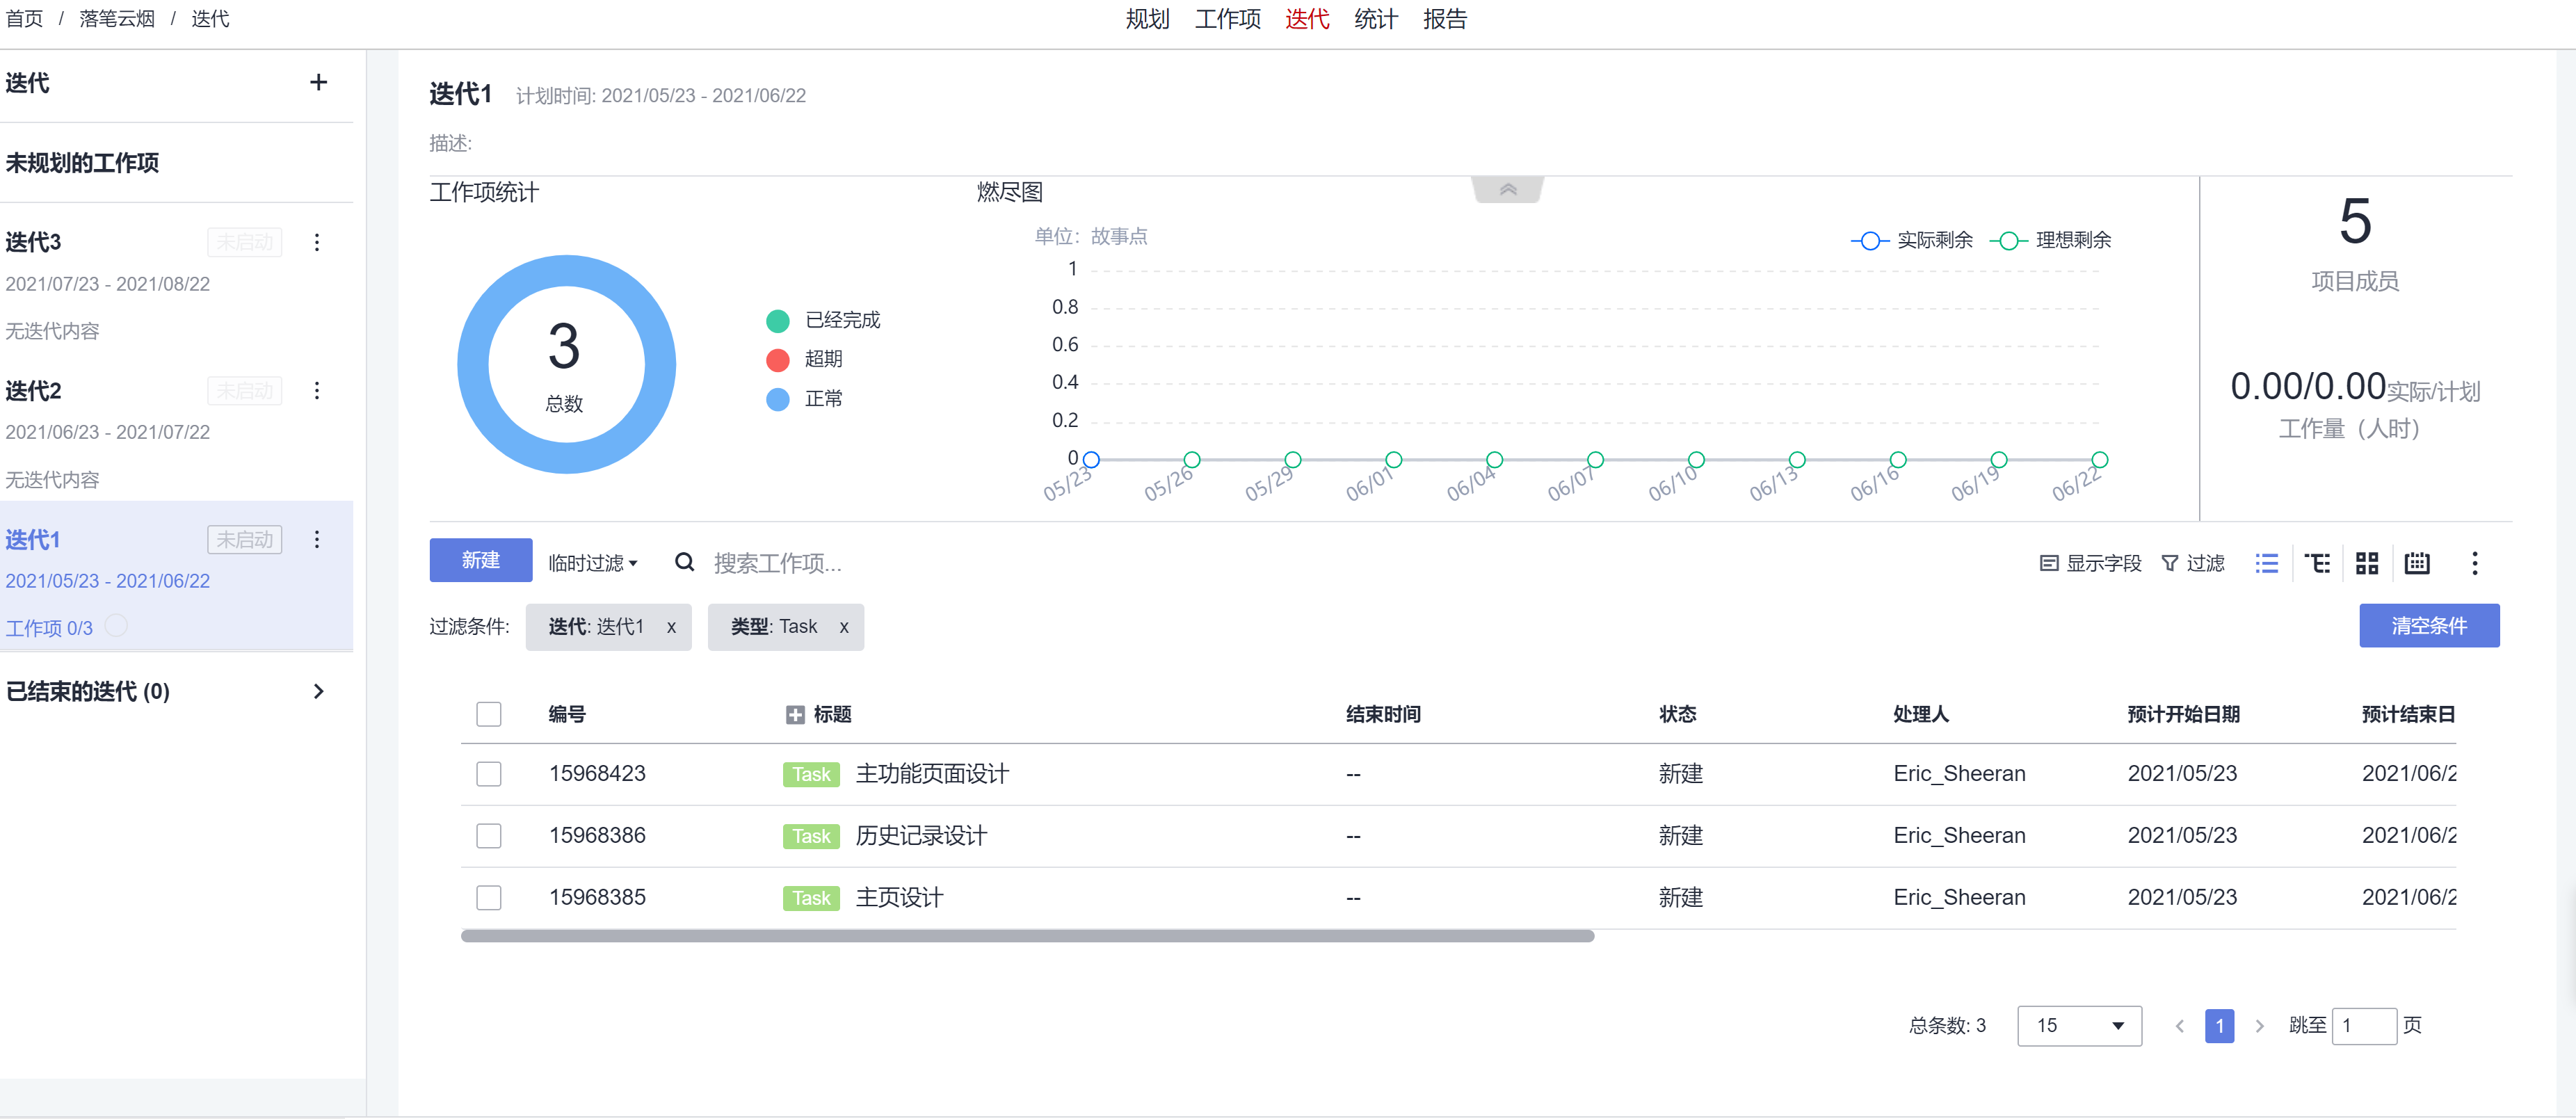 首页 / 落笔云烟 / 迭代
规划 工作项 迭代 统计 报告
迭代 +
未规划的工作项
迭代3 未启动
2021/07/23 - 2021/08/22
无迭代内容
迭代2 未启动
2021/06/23 - 2021/07/22
无迭代内容
迭代1 未启动
2021/05/23 - 2021/06/22
工作项 0/3
已结束的迭代 (0)
迭代1 计划时间: 2021/05/23 - 2021/06/22
描述:
工作项统计
3
总数
已经完成
超期
正常
燃尽图
单位：故事点
实际剩余 理想剩余
1
0.8
0.6
0.4
0.2
0
05/23 05/26 05/29 06/01 06/04 06/07 06/10 06/13 06/16 06/19 06/22
5
项目成员
0.00/0.00实际/计划
工作量（人时）
新建 临时过滤 搜索工作项... 显示字段 过滤
过滤条件: 迭代: 迭代1 x 类型: Task x 清空条件
编号 标题 结束时间 状态 处理人 预计开始日期 预计结束日
15968423 Task 主功能页面设计 -- 新建 Eric_Sheeran 2021/05/23 2021/06/2
15968386 Task 历史记录设计 -- 新建 Eric_Sheeran 2021/05/23 2021/06/2
15968385 Task 主页设计 -- 新建 Eric_Sheeran 2021/05/23 2021/06/2
总条数: 3 15 < 1 > 跳至 1 页